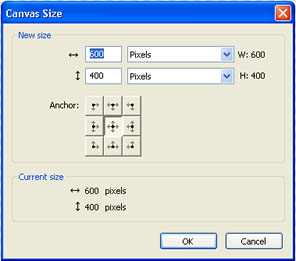 Canvas Size
New size
600 Pixels W: 600
400 Pixels H: 400
Anchor:
Current size
600 pixels
400 pixels
OK Cancel